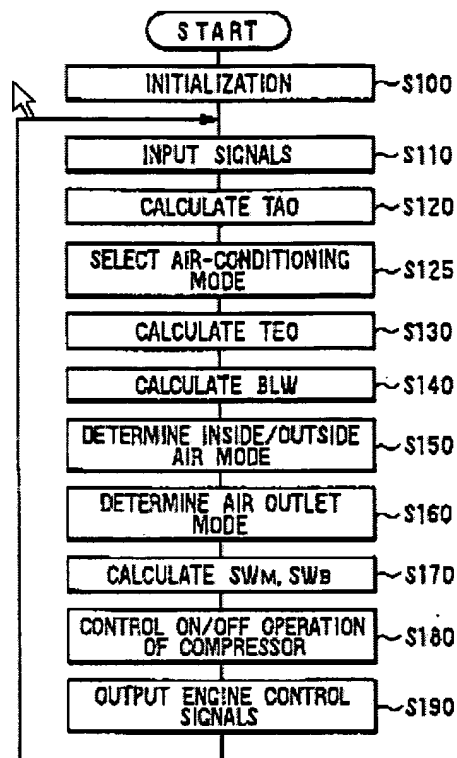 START
INITIALIZATION ~S100
INPUT SIGNALS ~S110
CALCULATE TAO ~S120
SELECT AIR-CONDITIONING
MODE ~S125
CALCULATE TEO ~S130
CALCULATE BLW ~S140
DETERMINE INSIDE/OUTSIDE
AIR MODE ~S150
DETERMINE AIR OUTLET
MODE ~S160
CALCULATE SWM, SWB ~S170
CONTROL ON/OFF OPERATION
OF COMPRESSOR ~S180
OUTPUT ENGINE CONTROL
SIGNALS ~S190